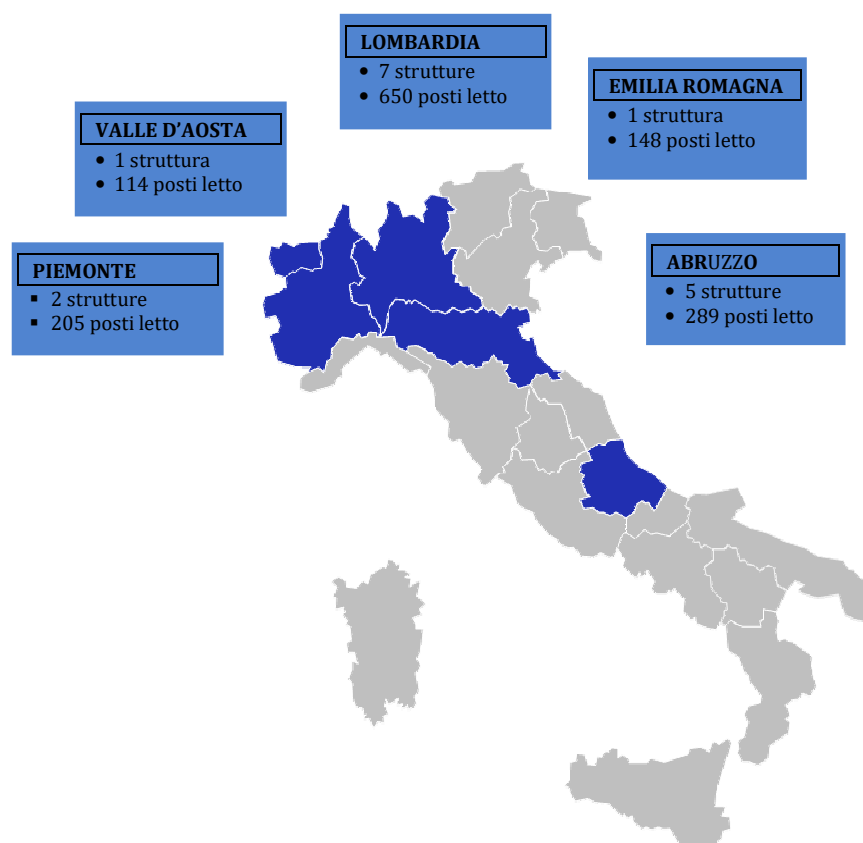 LOMBARDIA
• 7 strutture
• 650 posti letto
EMILIA ROMAGNA
• 1 struttura
• 148 posti letto
VALLE D'AOSTA
• 1 struttura
• 114 posti letto
PIEMONTE
▪ 2 strutture
▪ 205 posti letto
ABRUZZO
• 5 strutture
• 289 posti letto